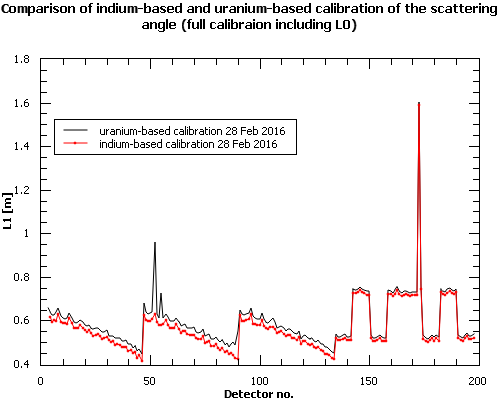 Comparison of indium-based and uranium-based calibration of the scattering
angle (full calibraion including L0)
1.8
1.6
1.4
1.2
1
0.8
0.6
0.4
L1 [m]
uranium-based calibration 28 Feb 2016
indium-based calibration 28 Feb 2016
0 50 100 150 200
Detector no.